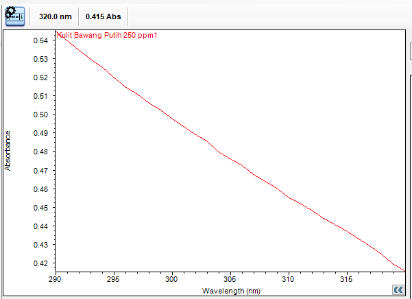 320.0 nm 0.415 Abs
Kulit Bawang Putih 250 ppm1
0.54
0.53
0.52
0.51
0.50
0.49
0.48
0.47
0.46
0.45
0.44
0.43
0.42
Absorbance
290 295 300 306 310 316
Wavelength (nm)